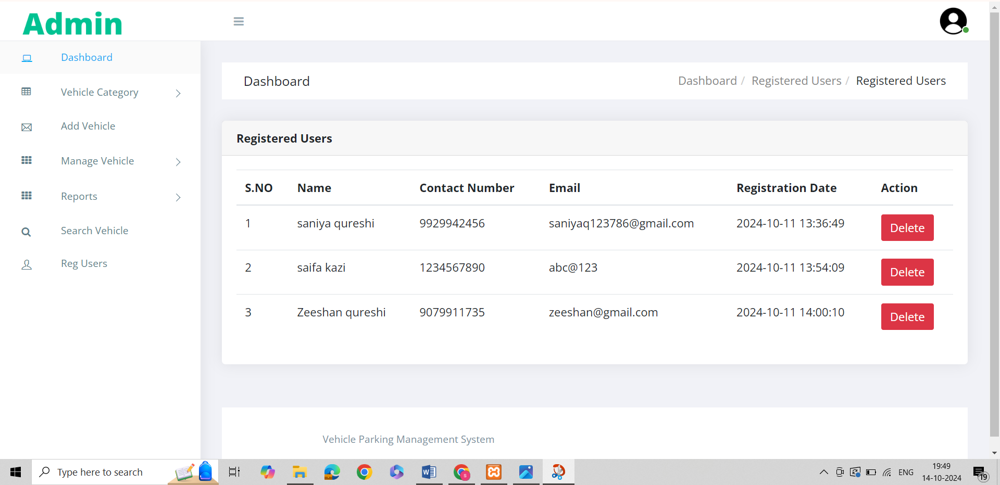 Admin
Dashboard
Vehicle Category
Add Vehicle
Manage Vehicle
Reports
Search Vehicle
Reg Users
Dashboard
Dashboard / Registered Users / Registered Users
Registered Users
S.NO Name Contact Number Email Registration Date Action
1 saniya qureshi 9929942456 saniyaq123786@gmail.com 2024-10-11 13:36:49 Delete
2 saifa kazi 1234567890 abc@123 2024-10-11 13:54:09 Delete
3 Zeeshan qureshi 9079911735 zeeshan@gmail.com 2024-10-11 14:00:10 Delete
Vehicle Parking Management System
Type here to search
ENG
19:49
14-10-2024
19